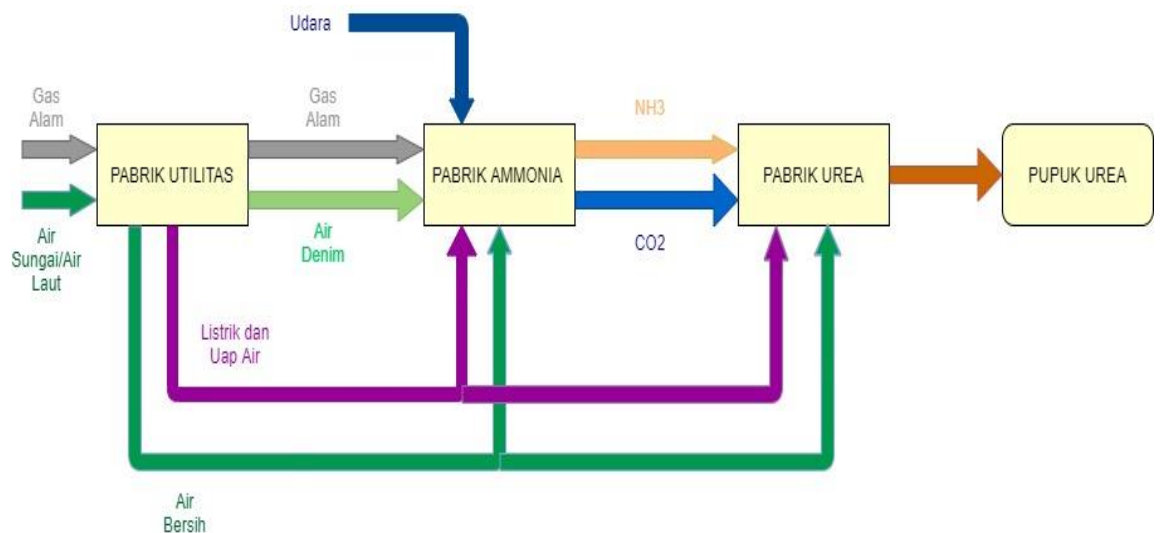 Udara
Gas
Alam
Gas
Alam
NH3
PABRIK UTILITAS
PABRIK AMMONIA
PABRIK UREA
PUPUK UREA
Air
Sungai/Air
Laut
Air
Denim
CO2
Listrik dan
Uap Air
Air
Bersih